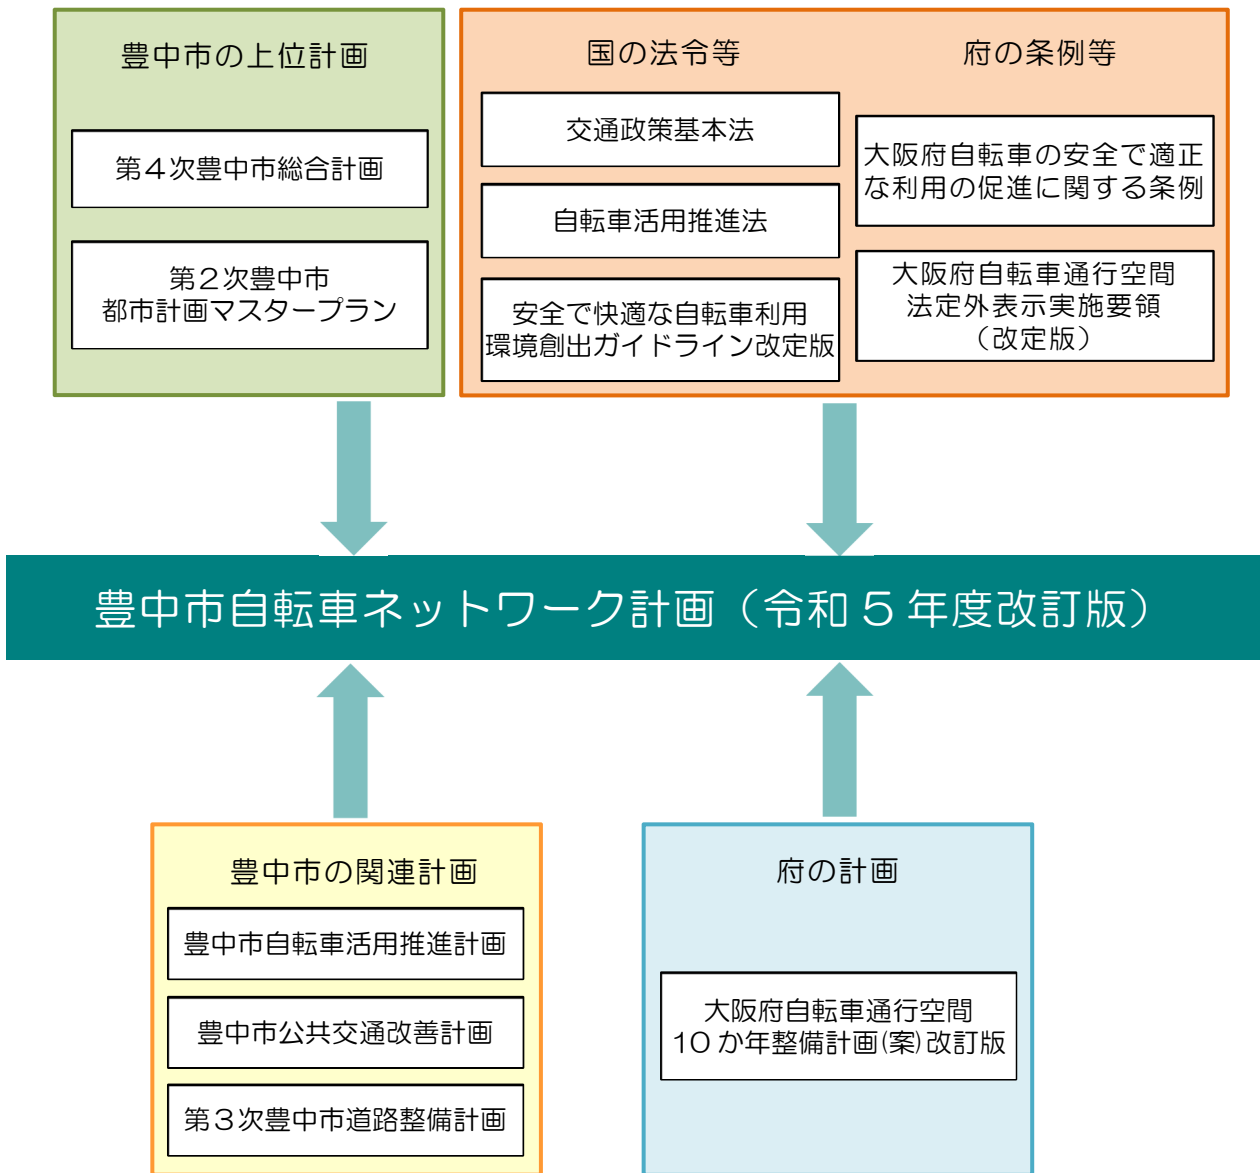 豊中市の上位計画
第４次豊中市総合計画
第２次豊中市
都市計画マスタープラン
国の法令等
交通政策基本法
自転車活用推進法
安全で快適な自転車利用
環境創出ガイドライン改定版
府の条例等
大阪府自転車の安全で適正
な利用の促進に関する条例
大阪府自転車通行空間
法定外表示実施要領
（改定版）
豊中市自転車ネットワーク計画（令和５年度改訂版）
豊中市の関連計画
豊中市自転車活用推進計画
豊中市公共交通改善計画
第３次豊中市道路整備計画
府の計画
大阪府自転車通行空間
10か年整備計画(案)改訂版